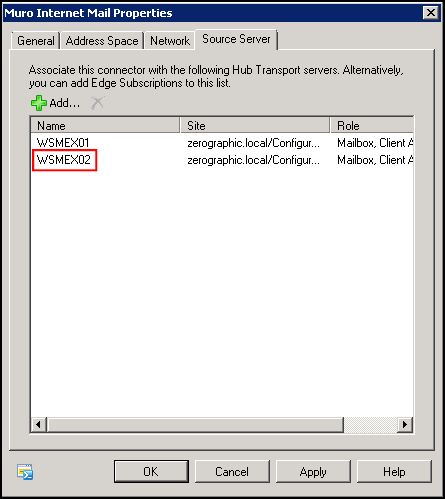 Muro Internet Mail Properties
General
Address Space
Network
Source Server
Associate this connector with the following Hub Transport servers. Alternatively,
you can add Edge Subscriptions to this list.
Add...
Name Site Role
WSMEX01 zerographic.local/Configur... Mailbox, Client A
WSMEX02 zerographic.local/Configur... Mailbox, Client A
OK
Cancel
Apply
Help